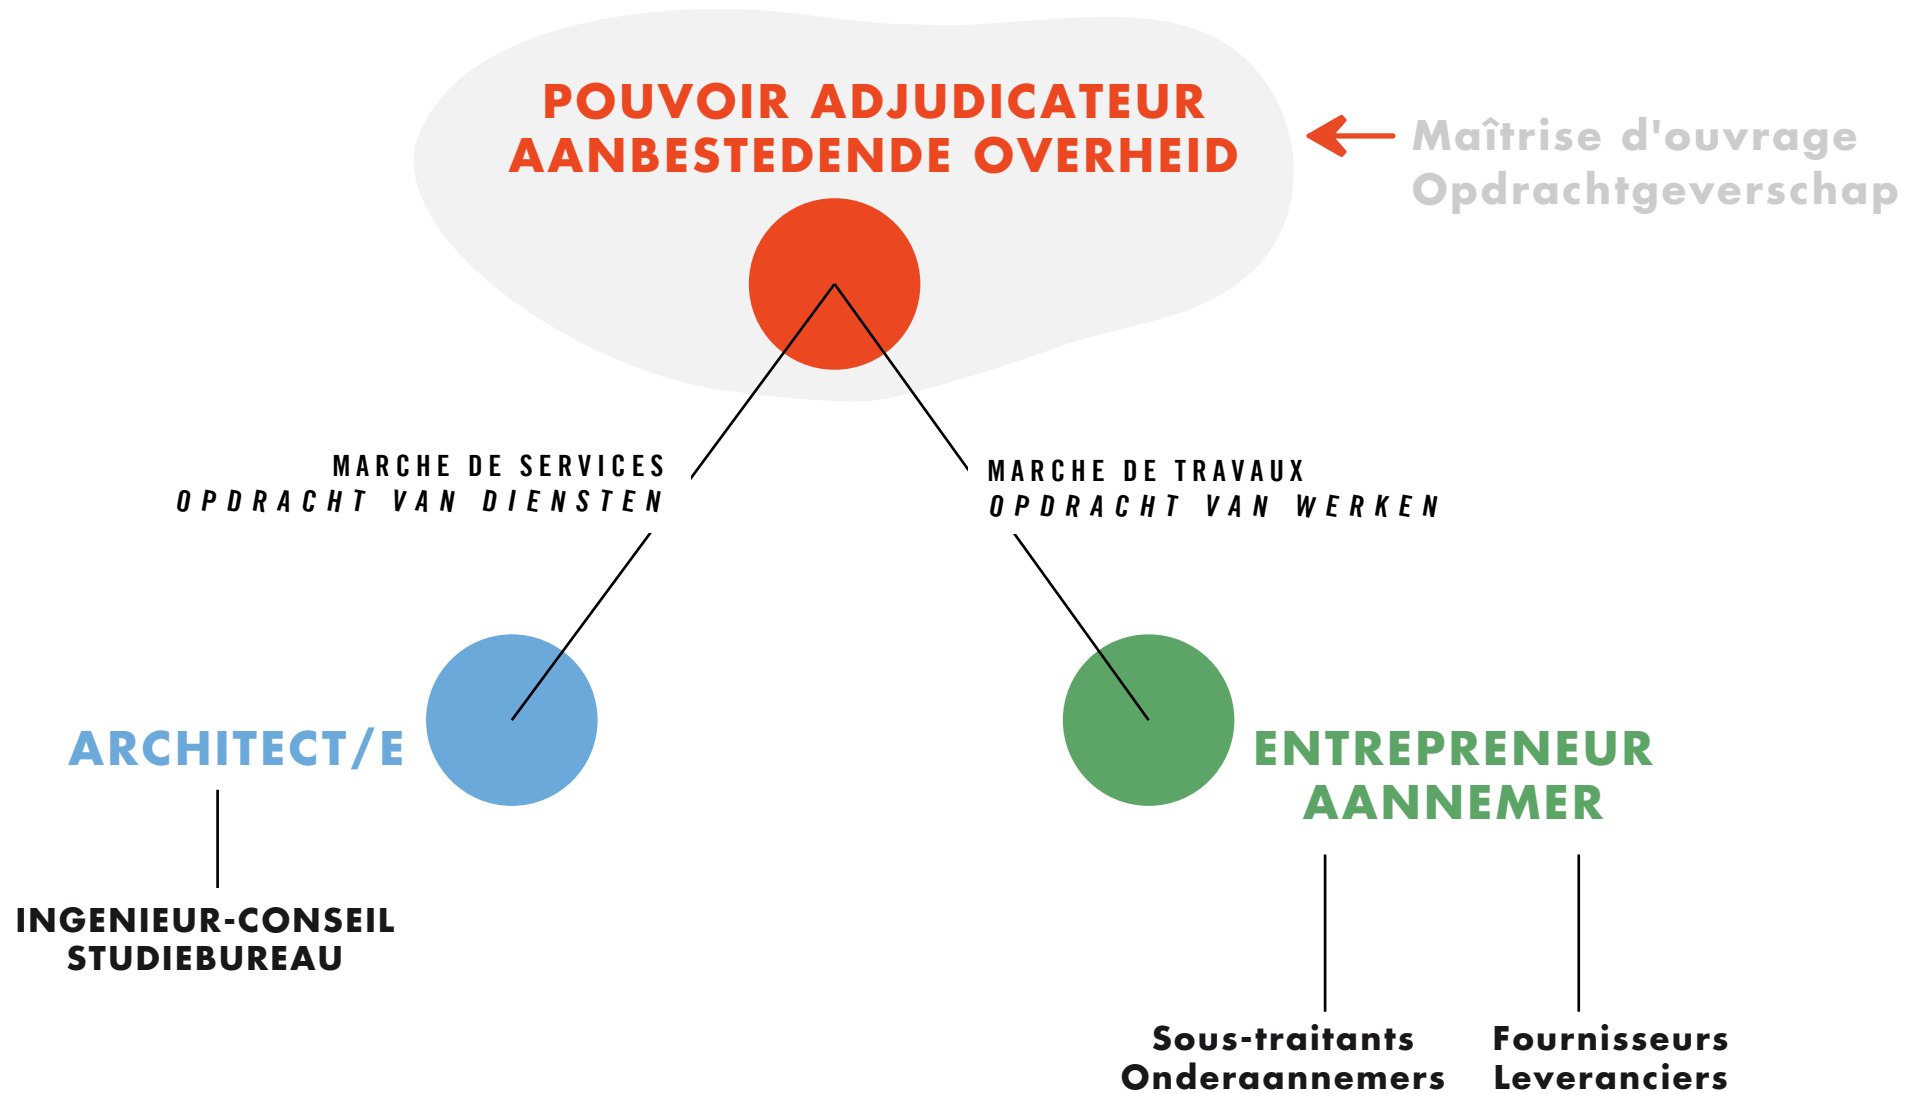 POUVOIR ADJUDICATEUR
AANBESTEDENDE OVERHEID
Maîtrise d'ouvrage
Opdrachtgeverschap
MARCHE DE SERVICES
OPDRACHT VAN DIENSTEN
MARCHE DE TRAVAUX
OPDRACHT VAN WERKEN
ARCHITECT/E
ENTREPRENEUR
AANNEMER
INGENIEUR-CONSEIL
STUDIEBUREAU
Sous-traitants
Onderaannemers
Fournisseurs
Leveranciers